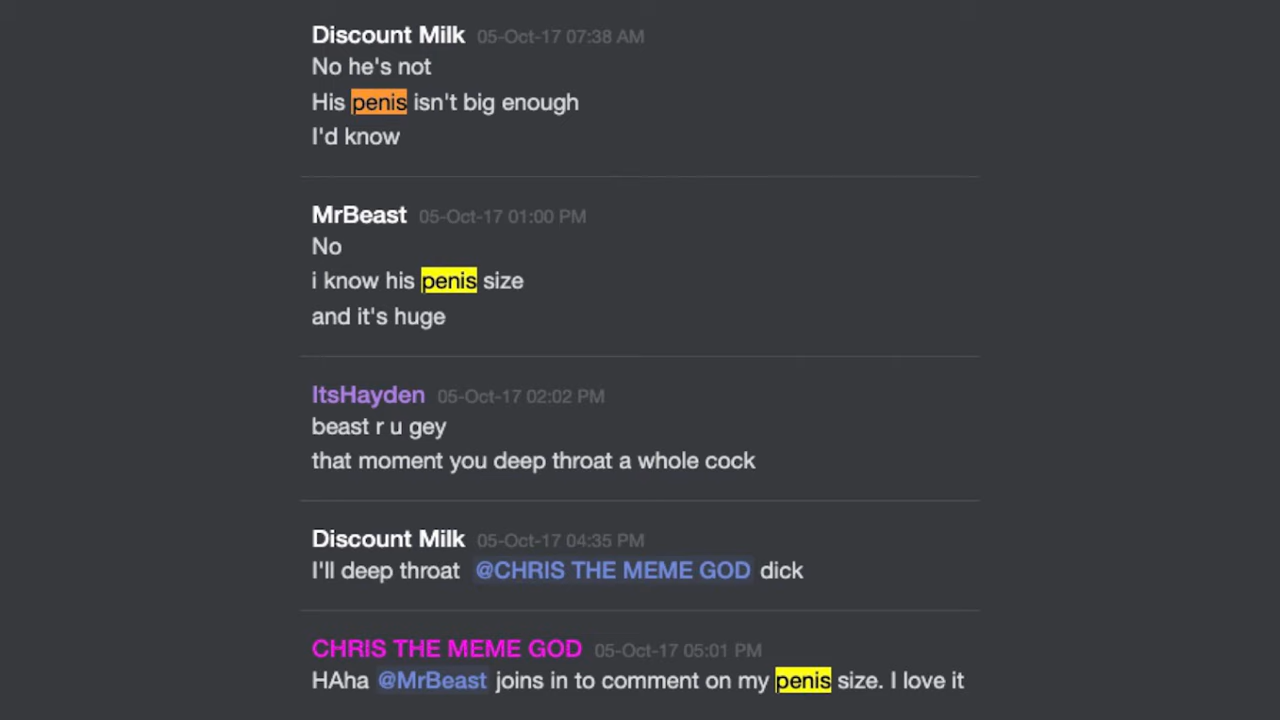 Discount Milk 05-Oct-17 07:38 AM
No he's not
His penis isn't big enough
I'd know
MrBeast 05-Oct-17 01:00 PM
No
i know his penis size
and it's huge
ItsHayden 05-Oct-17 02:02 PM
beast r u gey
that moment you deep throat a whole cock
Discount Milk 05-Oct-17 04:35 PM
I'll deep throat @CHRIS THE MEME GOD dick
CHRIS THE MEME GOD 05-Oct-17 05:01 PM
HAha @MrBeast joins in to comment on my penis size. I love it